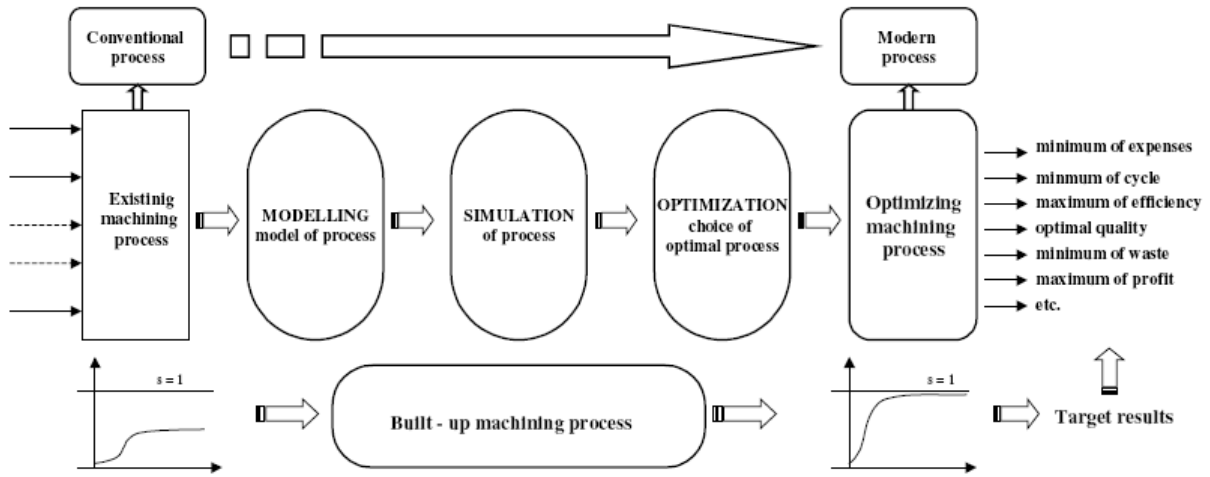 Conventional
process
Modern
process
Existinig
machining
process
MODELLING
model of process
SIMULATION
of process
OPTIMIZATION
choice of
optimal process
Optimizing
machining
process
minimum of expenses
minmum of cycle
maximum of efficiency
optimal quality
minimum of waste
maximum of profit
etc.
s = 1
Built - up machining process
s = 1
Target results